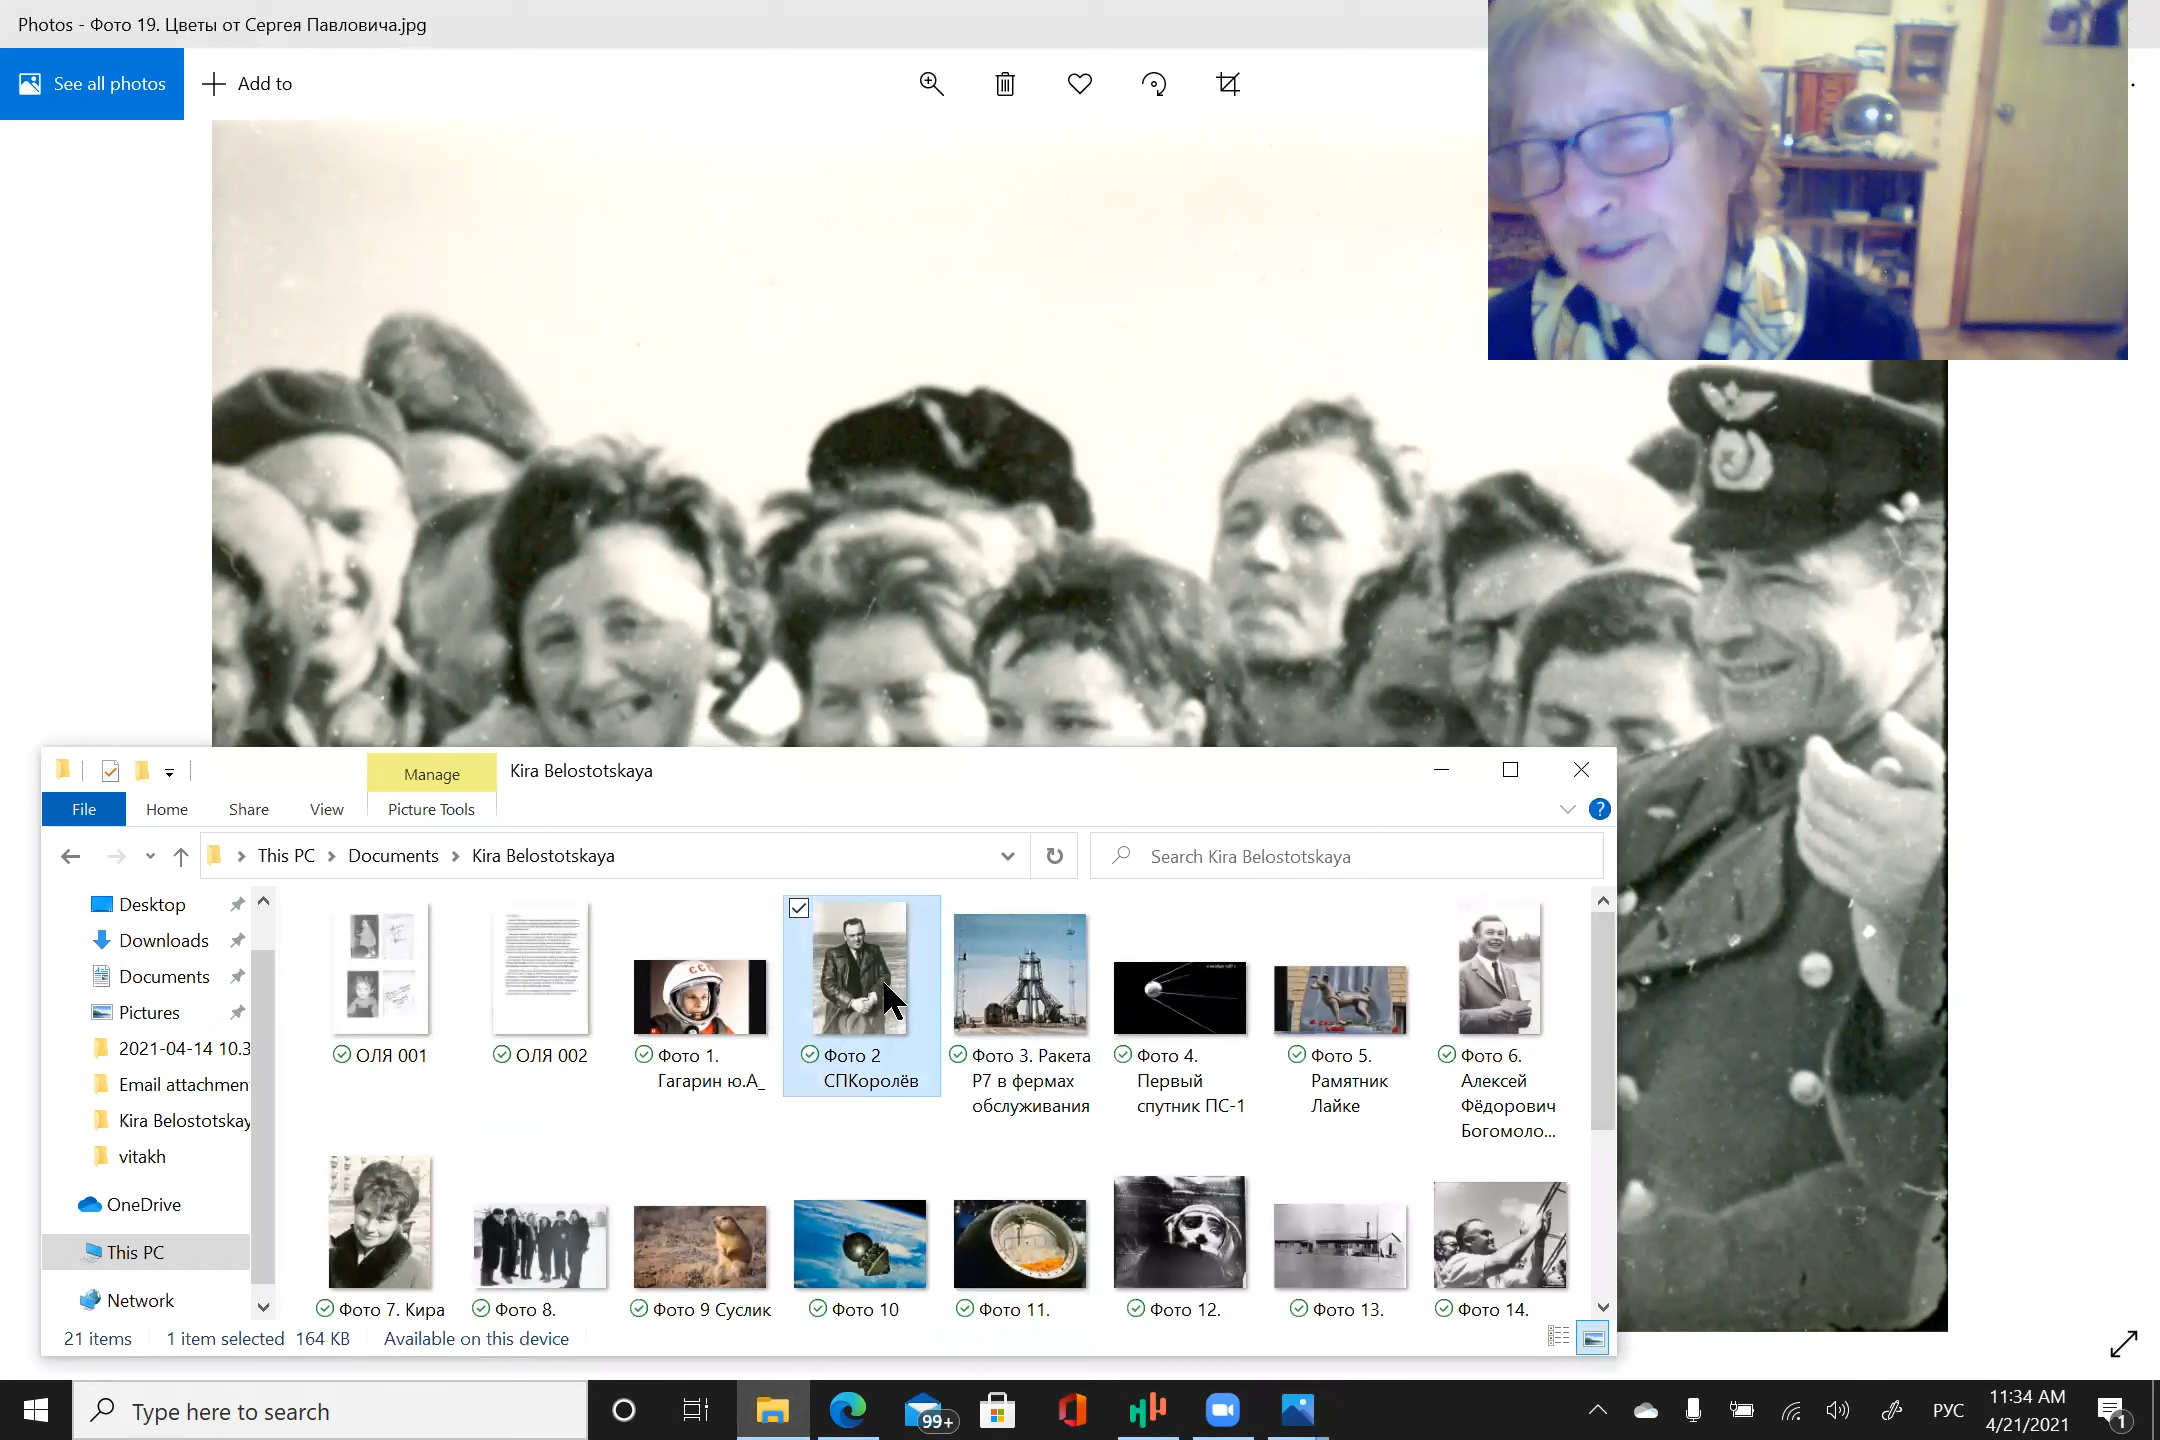 Photos - Фото 19. Цветы от Сергея Павловича.jpg
See all photos
Add to
Manage
Kira Belostotskaya
File
Home
Share
View
Picture Tools
This PC
Documents
Kira Belostotskaya
Search Kira Belostotskaya
Desktop
Downloads
Documents
Pictures
2021-04-14 10.3
Email attachmen
Kira Belostotskay
vitakh
OneDrive
This PC
Network
ОЛЯ 001
ОЛЯ 002
Фото 1.
Гагарин ю.А_
Фото 2
СПКоролёв
Фото 3. Ракета
Р7 в фермах
обслуживания
Фото 4.
Первый
спутник ПС-1
Фото 5.
Рамятник
Лайке
Фото 6.
Алексей
Фёдорович
Богомоло...
Фото 7. Кира
Фото 8.
Фото 9 Суслик
Фото 10
Фото 11.
Фото 12.
Фото 13.
Фото 14.
21 items
1 item selected 164 KB
Available on this device
Type here to search
99+
РУС
11:34 AM
4/21/2021
1